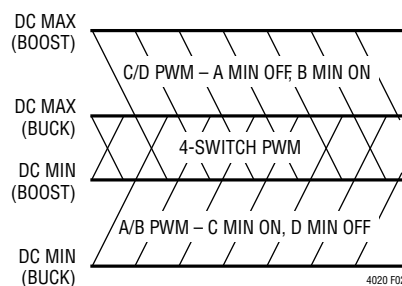 DC MAX
(BOOST)
C/D PWM – A MIN OFF, B MIN ON
DC MAX
(BUCK)
4-SWITCH PWM
DC MIN
(BOOST)
A/B PWM – C MIN ON, D MIN OFF
DC MIN
(BUCK)
4020 F02